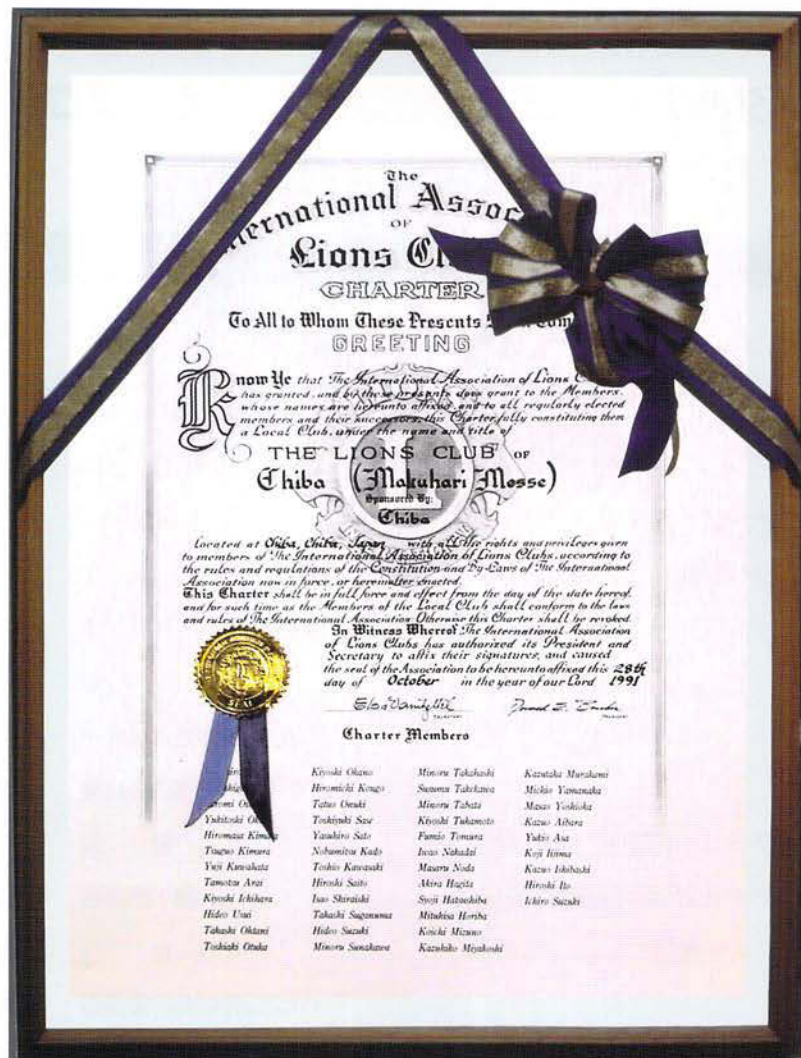 The
International Assoc
OF
Lions Cl
CHARTER
To All to Whom These Presents Com
GREETING
Know Ye that The International Association of Lions C
has granted, and by these presents does grant to the Members,
whose names are hereunto affixed, and to all regularly elected
members and their successors, this Charter, fully constituting them
a Local Club, under the name and title of
THE LIONS CLUB OF
Chiba (Makuhari Mosse)
Sponsored By:
Chiba
Located at Chiba, Chiba, Japan with all the rights and privileges given
to members of The International Association of Lions Clubs, according to
the rules and regulations of the Constitution and By-Laws of The International
Association now in force, or hereinafter enacted.
This Charter shall be in full force and effect from the day of the date hereof,
and for such time as the Members of the Local Club shall conform to the laws
and rules of The International Association. Otherwise this Charter shall be revoked.
In Witness Whereof The International Association
of Lions Clubs has authorized its President and
Secretary to affix their signatures, and caused
the seal of the Association to be hereunto affixed this 28th
day of October in the year of our Lord 1991
SECRETARY PRESIDENT
SEAL
Charter Members
Kiyoshi Okano Minoru Takahashi Kazutaka Murakami
Hiromichi Kongo Susumu Takekawa Michio Yamanaka
Tatuo Onuki Minoru Tabata Masao Yoshioka
Yukitoshi Toshiyuki Sase Kiyoshi Tukamoto Kazuo Aibara
Hiromasa Kimura Yasuhiro Sato Fumio Tomura Yukio Asa
Tsuguo Kimura Nobumitsu Kado Iwao Nakadai Koji Iijima
Yuji Kuwahata Toshio Kawasaki Masaru Noda Kazuo Ishibashi
Tamotsu Arai Hiroshi Saito Akira Hagita Hiroshi Ito
Kiyoshi Ichihara Isao Shiraishi Syoji Hataoshiba Ichiro Suzuki
Hideo Usui Takashi Suganuma Mituhisa Horiba
Takashi Ohtani Hideo Suzuki Koichi Mizuno
Toshiaki Otuka Minoru Sunakawa Kazuhiko Miyakoshi